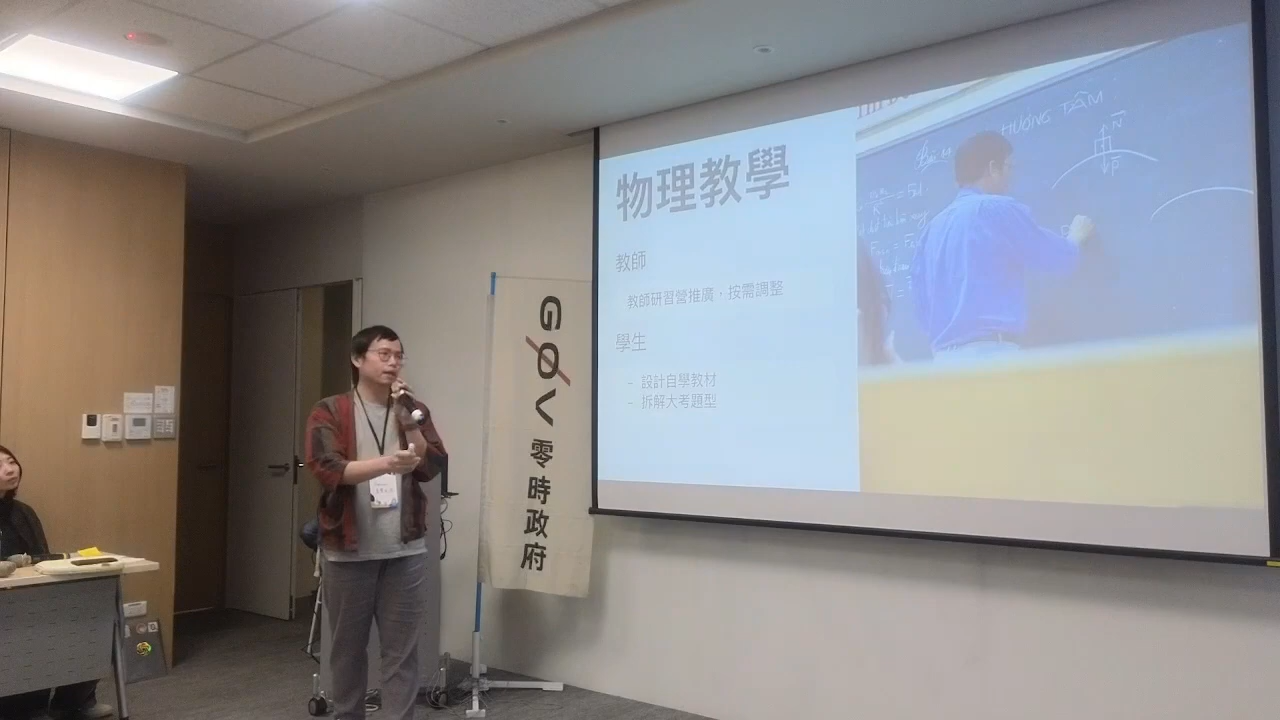 物理教學
教師
教師研習營推廣，按需調整
學生
– 設計自學教材
– 拆解大考題型
HƯỚNG TÂM
N
P
G0V 零時政府